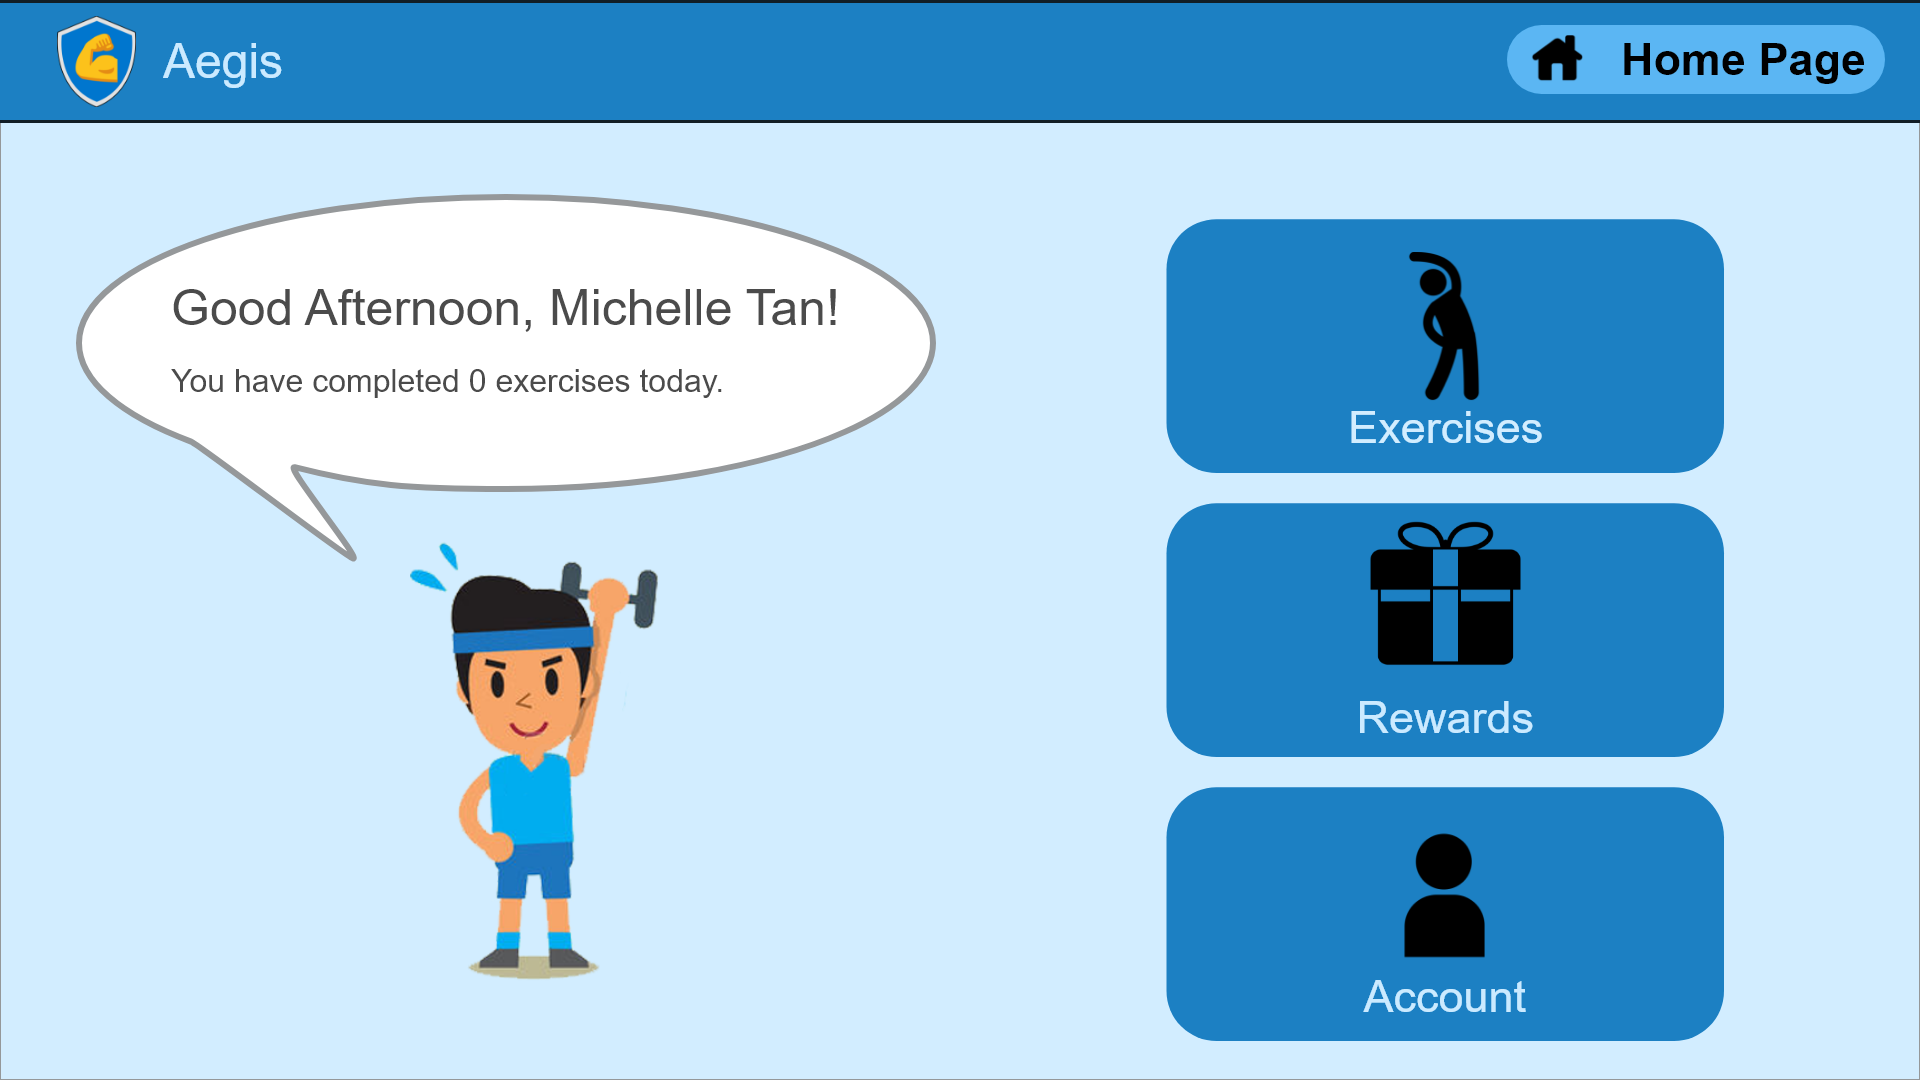 Aegis
Home Page
Good Afternoon, Michelle Tan!
You have completed 0 exercises today.
Exercises
Rewards
Account